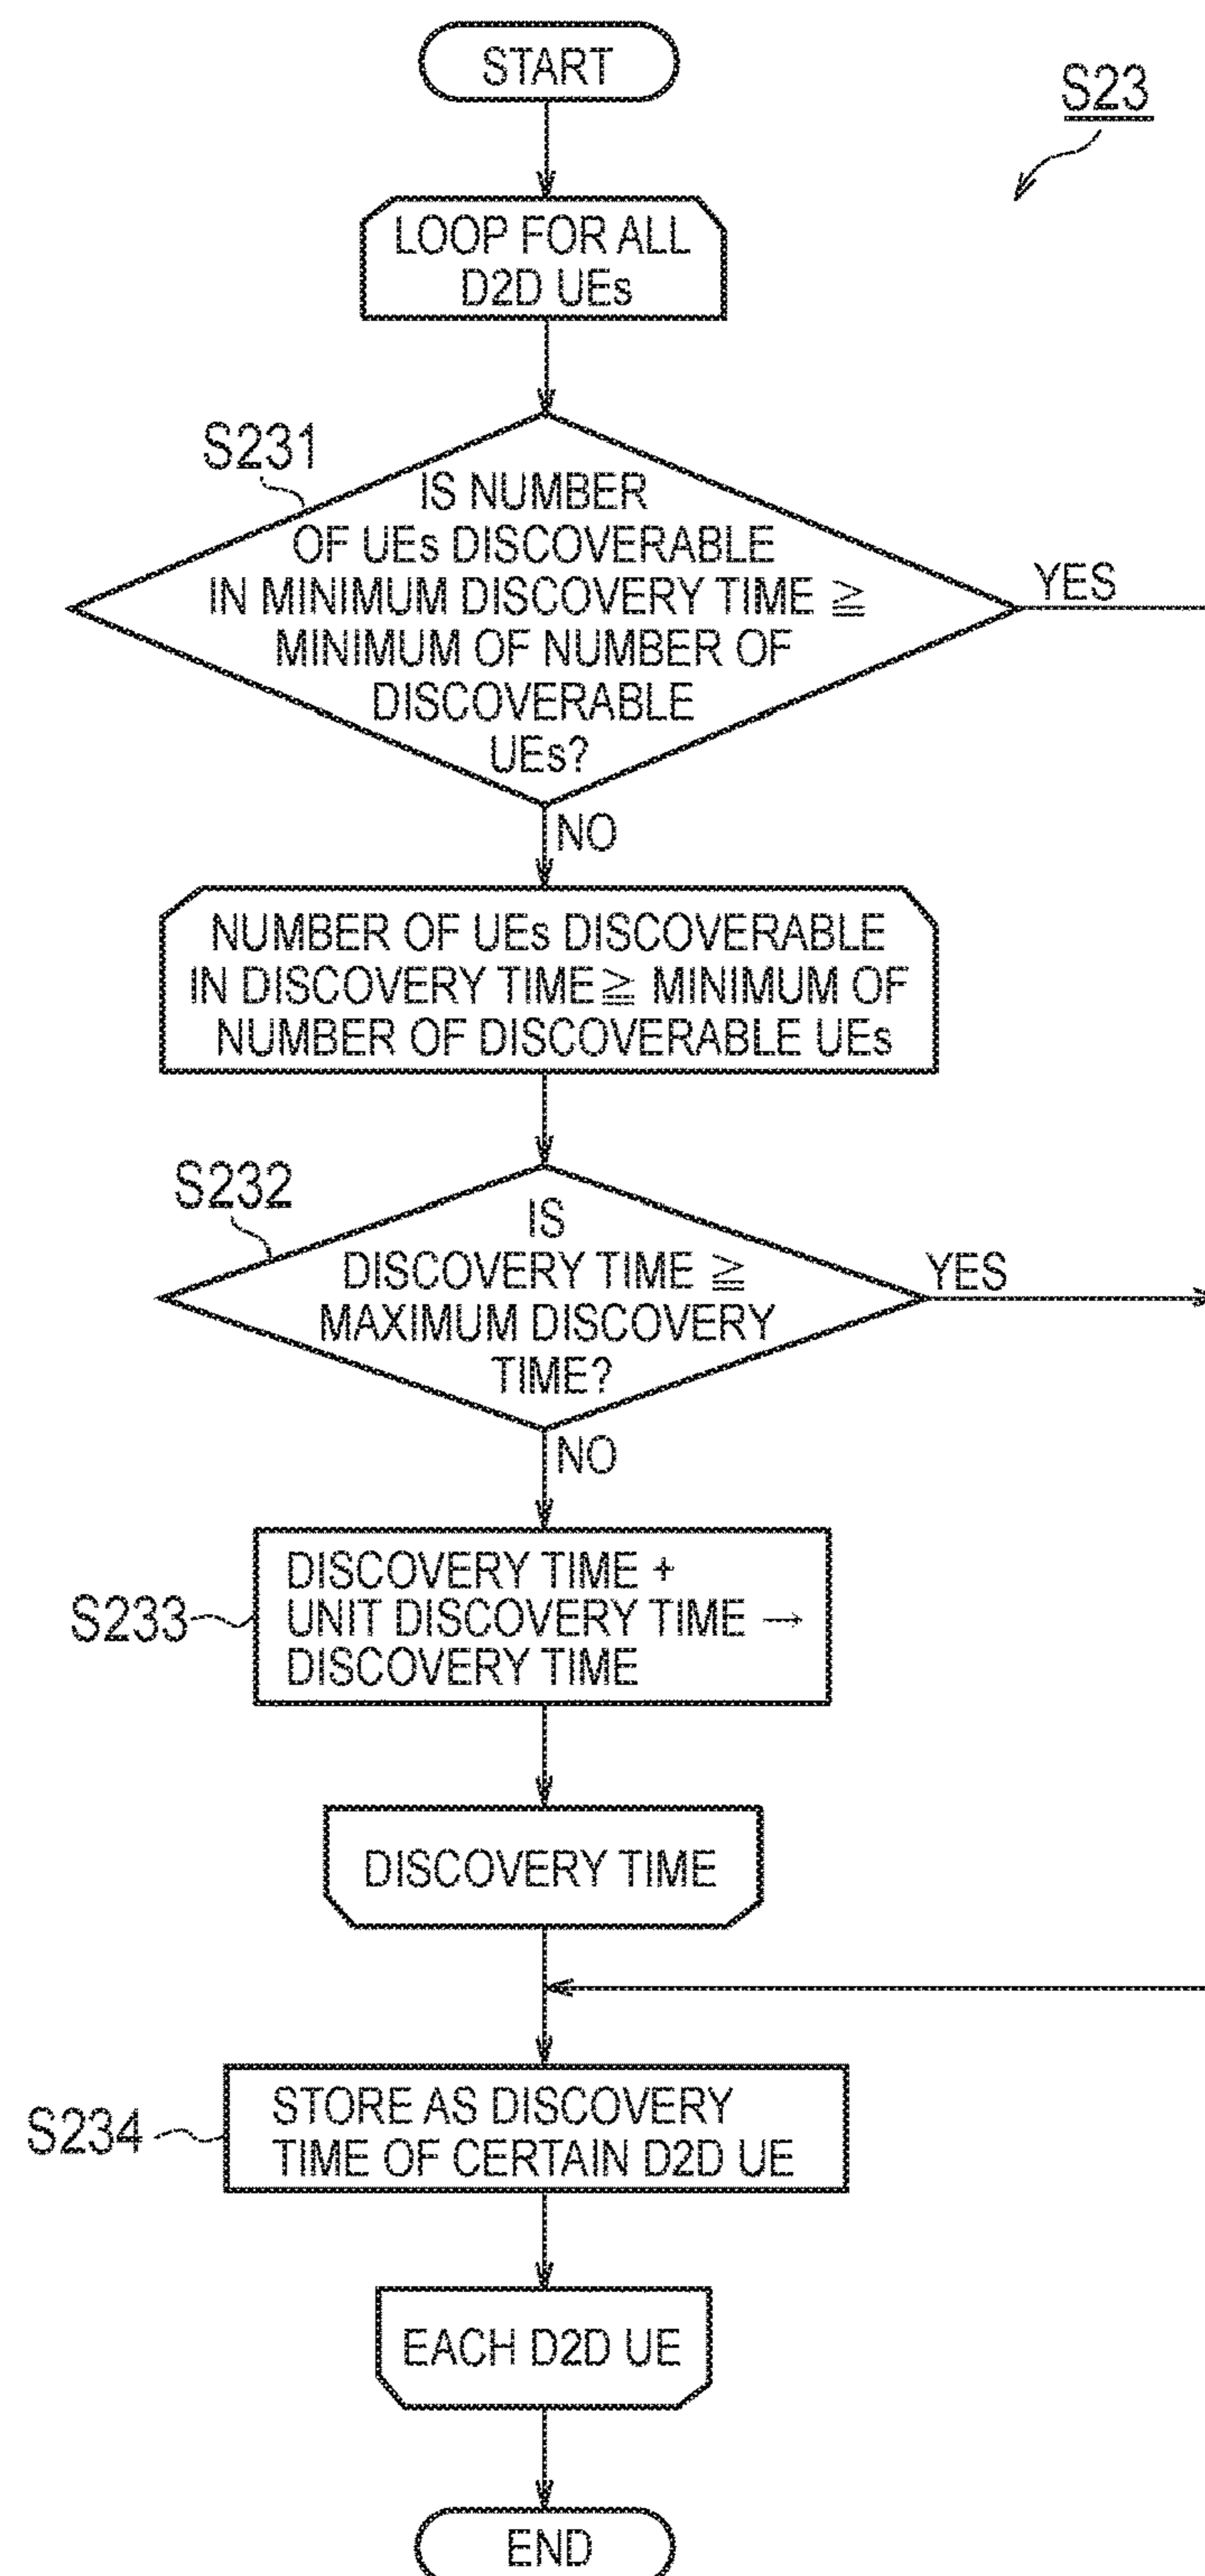 START
S23
LOOP FOR ALL
D2D UEs
S231
IS NUMBER
OF UEs DISCOVERABLE
IN MINIMUM DISCOVERY TIME ≧
MINIMUM OF NUMBER OF
DISCOVERABLE
UEs?
YES
NO
NUMBER OF UEs DISCOVERABLE
IN DISCOVERY TIME ≧ MINIMUM OF
NUMBER OF DISCOVERABLE UEs
S232
IS
DISCOVERY TIME ≧
MAXIMUM DISCOVERY
TIME?
YES
NO
S233
DISCOVERY TIME +
UNIT DISCOVERY TIME →
DISCOVERY TIME
DISCOVERY TIME
S234
STORE AS DISCOVERY
TIME OF CERTAIN D2D UE
EACH D2D UE
END